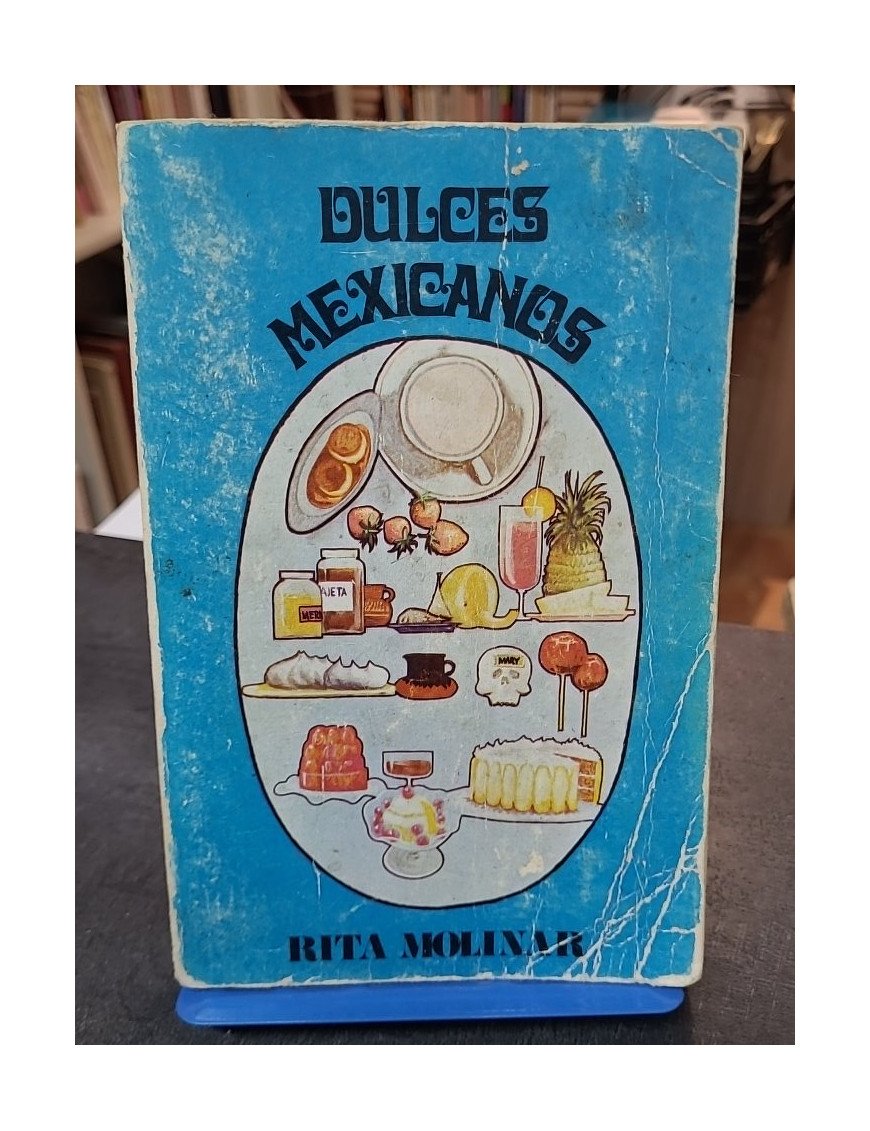 DULCES
MEXICANOS
AJETA
MARY
RITA MOLINAR